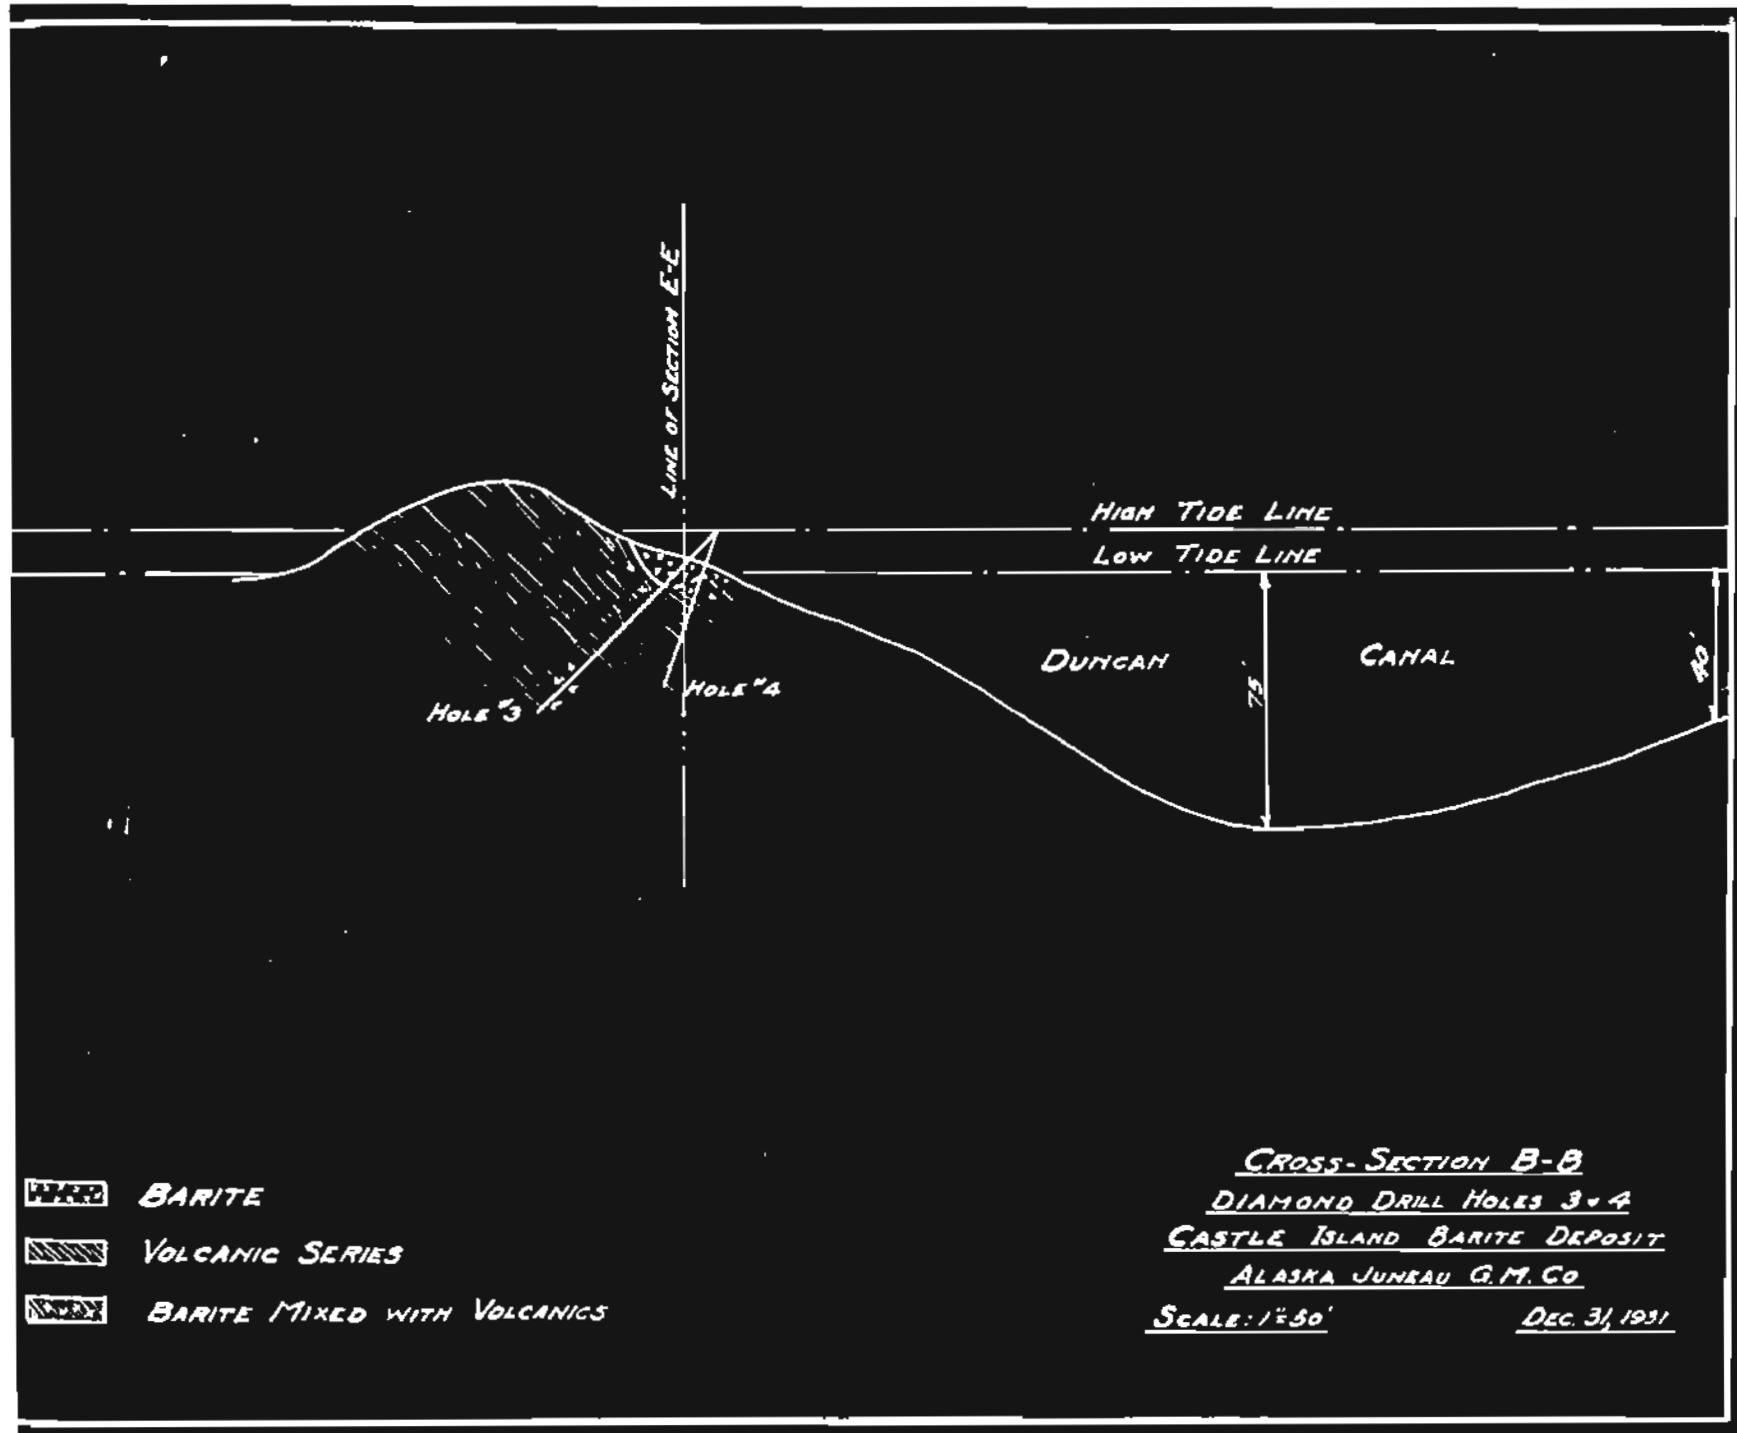 LINE OF SECTION E-E
HIGH TIDE LINE
LOW TIDE LINE
DUNCAN CANAL
75'
HOLE #4
HOLE #3
BARITE
VOLCANIC SERIES
BARITE MIXED WITH VOLCANICS
CROSS-SECTION B-B
DIAMOND DRILL HOLES 3 & 4
CASTLE ISLAND BARITE DEPOSIT
ALASKA JUNEAU G.M. CO
SCALE: 1"=50'
DEC. 31, 1931